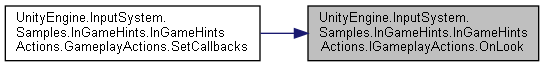 UnityEngine.InputSystem.
Samples.InGameHints.InGameHints
Actions.GameplayActions.SetCallbacks
UnityEngine.InputSystem.
Samples.InGameHints.InGameHints
Actions.IGameplayActions.OnLook